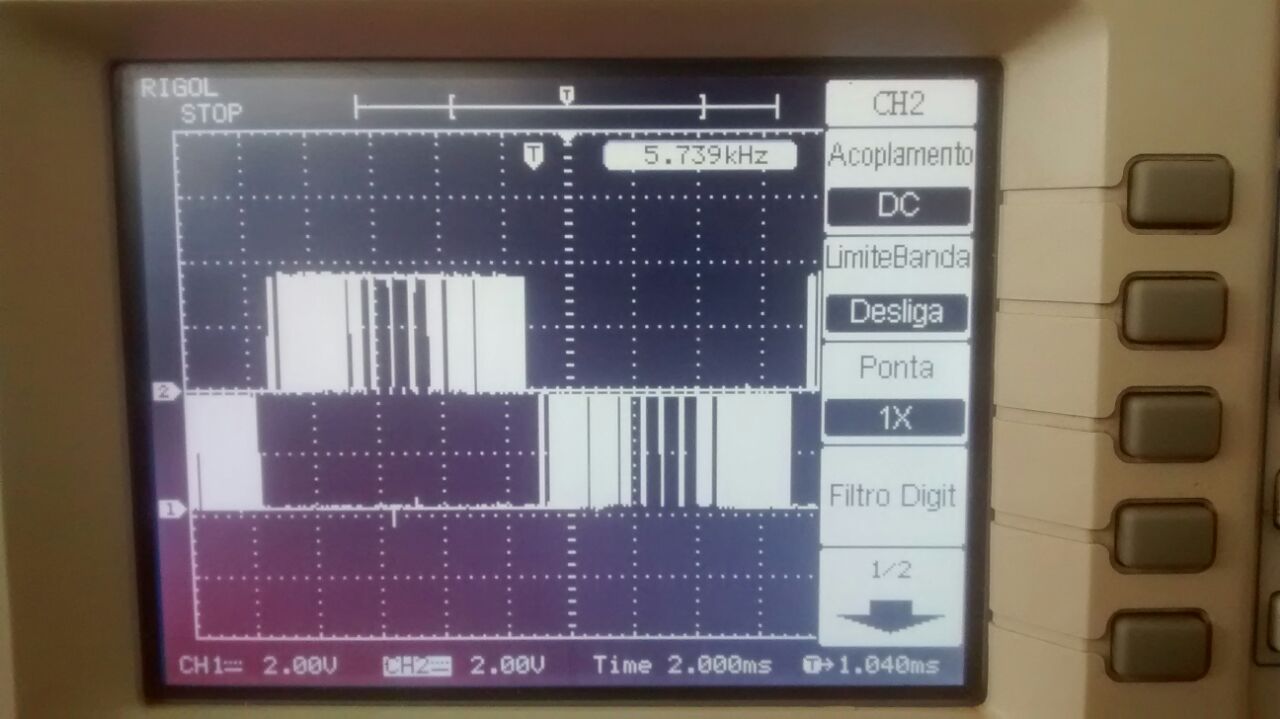 RIGOL
STOP
T
T
5.739kHz
CH2
Acoplamento
DC
LimiteBanda
Desliga
Ponta
1X
Filtro Digit
1/2
2
1
CH1 2.00V CH2 2.00V Time 2.000ms T→1.040ms